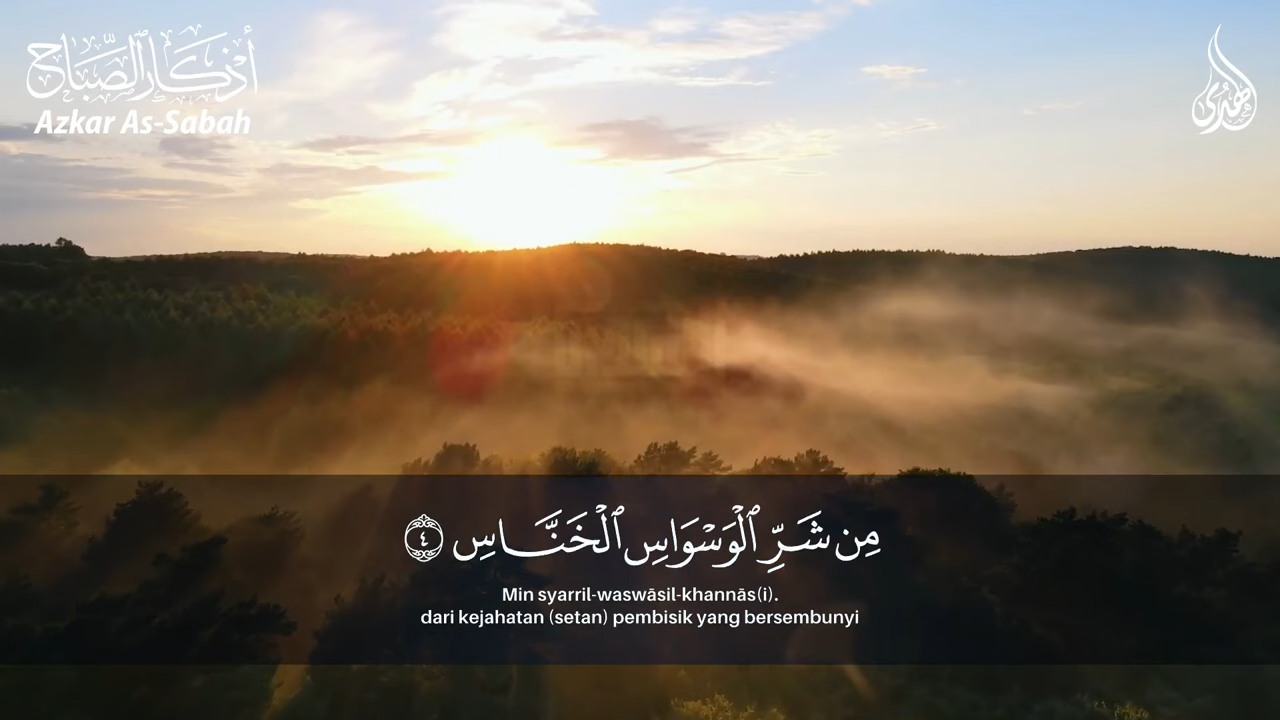 أذكار الصباح
Azkar As-Sabah
الهدى
مِن شَرِّ ٱلْوَسْوَاسِ ٱلْخَنَّاسِ ٤
Min syarril-waswāsil-khannās(i).
dari kejahatan (setan) pembisik yang bersembunyi